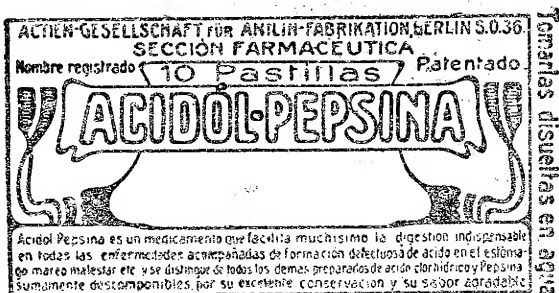 ACTIEN-GESELLSCHAFT FÜR ANILIN-FABRIKATION, BERLIN S.O.36.
SECCIÓN FARMACEUTICA
Nombre registrado
10 Pastillas
Patentado
ACIDOL-PEPSINA
Acidol Pepsina es un medicamento que facilita muchisimo la digestión indispensable
en todas las enfermedades acompañadas de formación defectuosa de acido en el estóma-
go mareo malestar etc y se distingue de todos los demas preparados de acido clorhidrico y Pepsina
sumamente descomponibles, por su excelente conservación y su sabor agradable
Tomarlas disueltas en agua